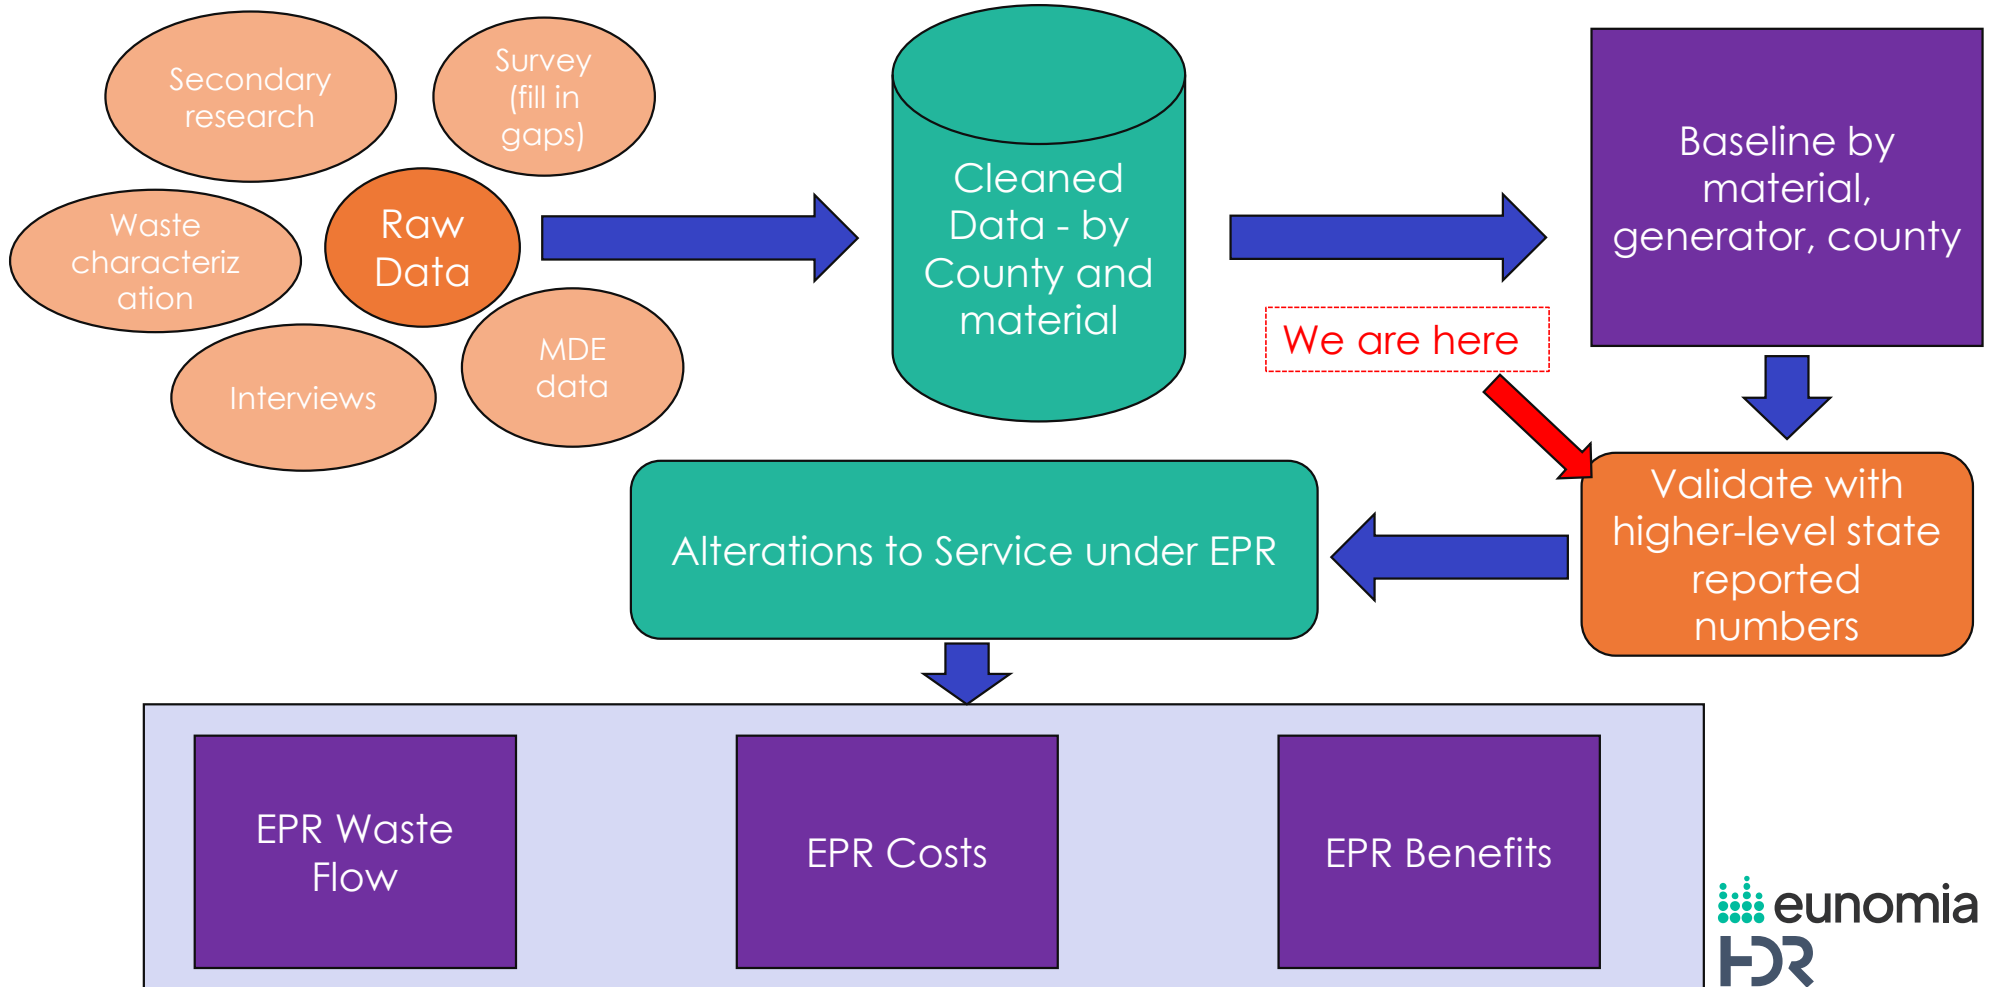 Secondary
research
Survey
(fill in
gaps)
Waste
characteriz
ation
Raw
Data
Interviews
MDE
data
Cleaned
Data - by
County and
material
Baseline by
material,
generator, county
We are here
Validate with
higher-level state
reported
numbers
Alterations to Service under EPR
EPR Waste
Flow
EPR Costs
EPR Benefits
eunomia
HDR